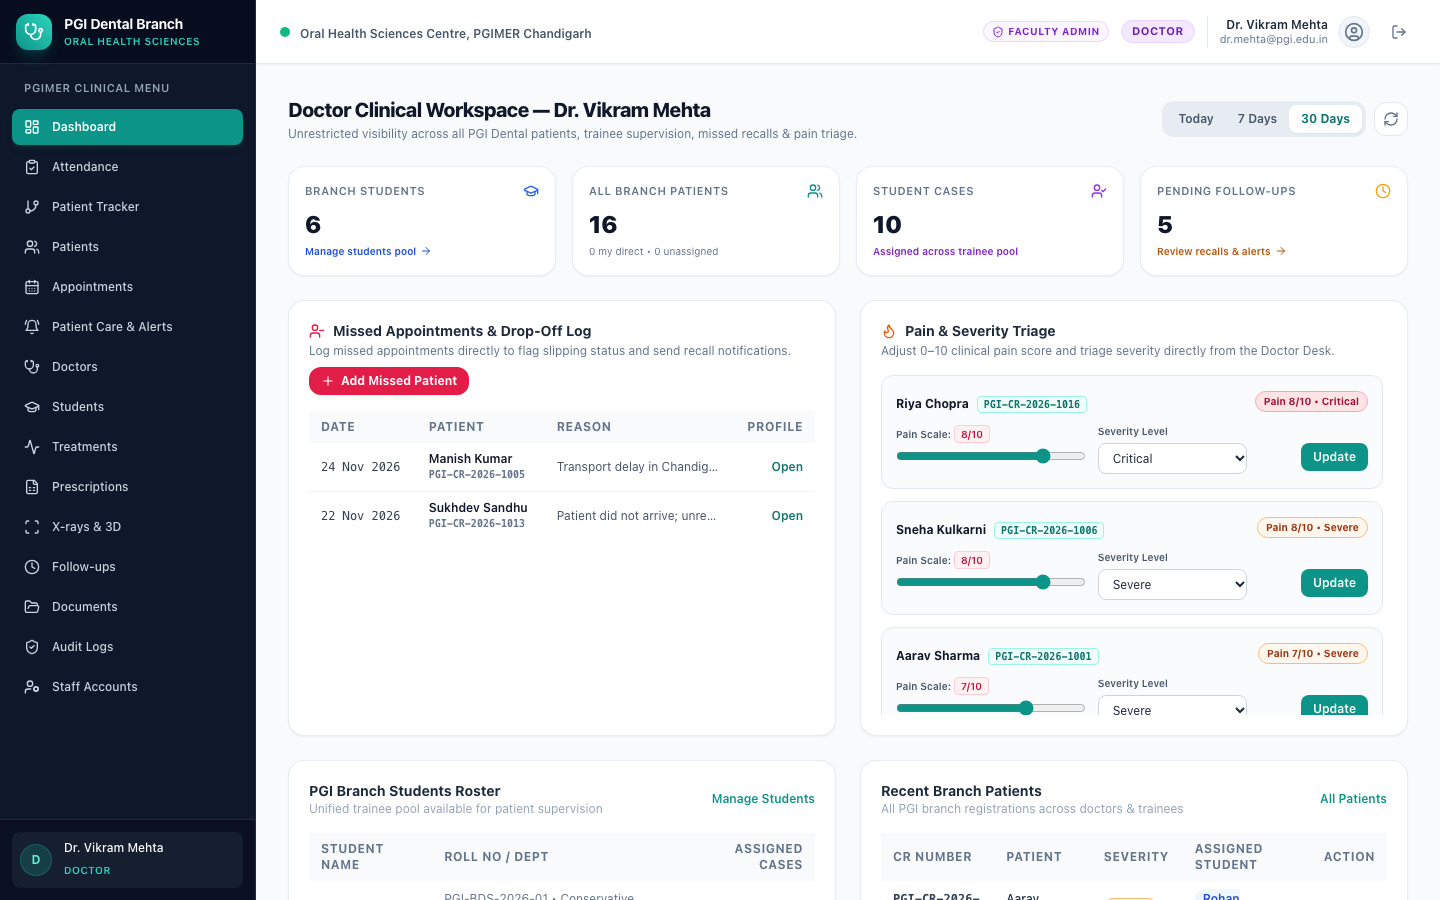 PGI Dental Branch
ORAL HEALTH SCIENCES
PGIMER CLINICAL MENU
Dashboard
Attendance
Patient Tracker
Patients
Appointments
Patient Care & Alerts
Doctors
Students
Treatments
Prescriptions
X-rays & 3D
Follow-ups
Documents
Audit Logs
Staff Accounts
D
Dr. Vikram Mehta
DOCTOR
Oral Health Sciences Centre, PGIMER Chandigarh
FACULTY ADMIN
DOCTOR
Dr. Vikram Mehta
dr.mehta@pgi.edu.in
Doctor Clinical Workspace — Dr. Vikram Mehta
Unrestricted visibility across all PGI Dental patients, trainee supervision, missed recalls & pain triage.
Today 7 Days 30 Days
BRANCH STUDENTS
6
Manage students pool →
ALL BRANCH PATIENTS
16
0 my direct • 0 unassigned
STUDENT CASES
10
Assigned across trainee pool
PENDING FOLLOW-UPS
5
Review recalls & alerts →
Missed Appointments & Drop-Off Log
Log missed appointments directly to flag slipping status and send recall notifications.
+ Add Missed Patient
DATE PATIENT REASON PROFILE
24 Nov 2026 Manish Kumar Transport delay in Chandig... Open
PGI-CR-2026-1005
22 Nov 2026 Sukhdev Sandhu Patient did not arrive; unre... Open
PGI-CR-2026-1013
Pain & Severity Triage
Adjust 0–10 clinical pain score and triage severity directly from the Doctor Desk.
Riya Chopra PGI-CR-2026-1016 Pain 8/10 • Critical
Pain Scale: 8/10 Severity Level
Critical Update
Sneha Kulkarni PGI-CR-2026-1006 Pain 8/10 • Severe
Pain Scale: 8/10 Severity Level
Severe Update
Aarav Sharma PGI-CR-2026-1001 Pain 7/10 • Severe
Pain Scale: 7/10 Severity Level
Severe Update
PGI Branch Students Roster
Unified trainee pool available for patient supervision
Manage Students
STUDENT NAME ROLL NO / DEPT ASSIGNED CASES
PGI-BDS-2026-01 • Conservative
Recent Branch Patients
All PGI branch registrations across doctors & trainees
All Patients
CR NUMBER PATIENT SEVERITY ASSIGNED STUDENT ACTION
PGI-CR-2026- Aarav Rohan